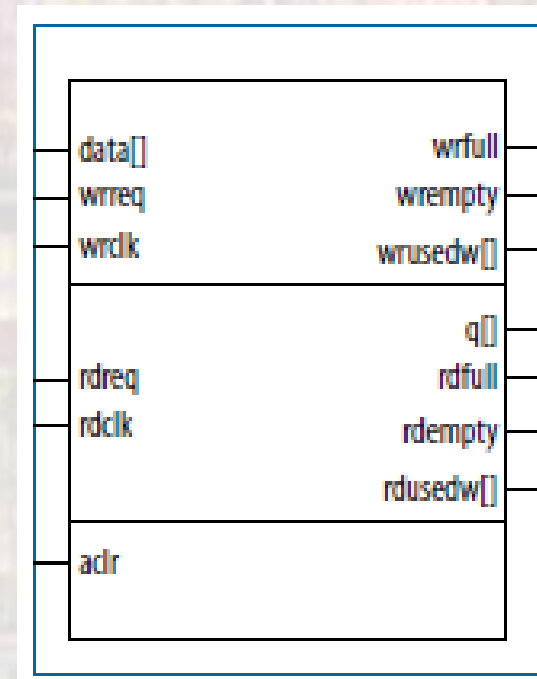 data[]
wrfull
wrreq
wrempty
wrclk
wrusedw[]
q[]
rdreq
rdfull
rdclk
rdempty
rdusedw[]
aclr